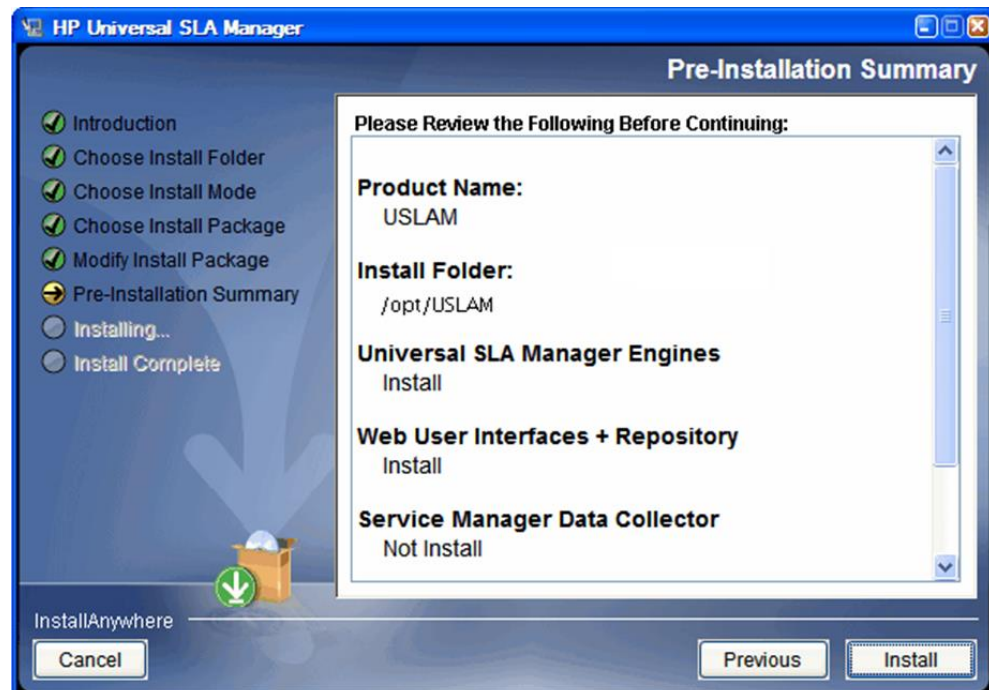 HP Universal SLA Manager
Pre-Installation Summary
Introduction
Choose Install Folder
Choose Install Mode
Choose Install Package
Modify Install Package
Pre-Installation Summary
Installing...
Install Complete
Please Review the Following Before Continuing:
Product Name:
USLAM
Install Folder:
/opt/USLAM
Universal SLA Manager Engines
Install
Web User Interfaces + Repository
Install
Service Manager Data Collector
Not Install
InstallAnywhere
Cancel
Previous
Install